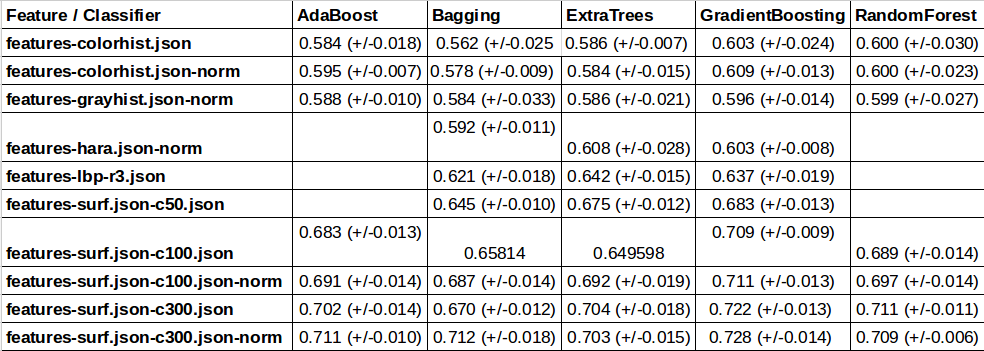 Feature / Classifier AdaBoost Bagging ExtraTrees GradientBoosting RandomForest
features-colorhist.json 0.584 (+/-0.018) 0.562 (+/-0.025 0.586 (+/-0.007) 0.603 (+/-0.024) 0.600 (+/-0.030)
features-colorhist.json-norm 0.595 (+/-0.007) 0.578 (+/-0.009) 0.584 (+/-0.015) 0.609 (+/-0.013) 0.600 (+/-0.023)
features-grayhist.json-norm 0.588 (+/-0.010) 0.584 (+/-0.033) 0.586 (+/-0.021) 0.596 (+/-0.014) 0.599 (+/-0.027)
features-hara.json-norm 0.592 (+/-0.011) 0.608 (+/-0.028) 0.603 (+/-0.008)
features-lbp-r3.json 0.621 (+/-0.018) 0.642 (+/-0.015) 0.637 (+/-0.019)
features-surf.json-c50.json 0.645 (+/-0.010) 0.675 (+/-0.012) 0.683 (+/-0.013)
features-surf.json-c100.json 0.683 (+/-0.013) 0.65814 0.649598 0.709 (+/-0.009) 0.689 (+/-0.014)
features-surf.json-c100.json-norm 0.691 (+/-0.014) 0.687 (+/-0.014) 0.692 (+/-0.019) 0.711 (+/-0.013) 0.697 (+/-0.014)
features-surf.json-c300.json 0.702 (+/-0.014) 0.670 (+/-0.012) 0.704 (+/-0.018) 0.722 (+/-0.013) 0.711 (+/-0.011)
features-surf.json-c300.json-norm 0.711 (+/-0.010) 0.712 (+/-0.018) 0.703 (+/-0.015) 0.728 (+/-0.014) 0.709 (+/-0.006)